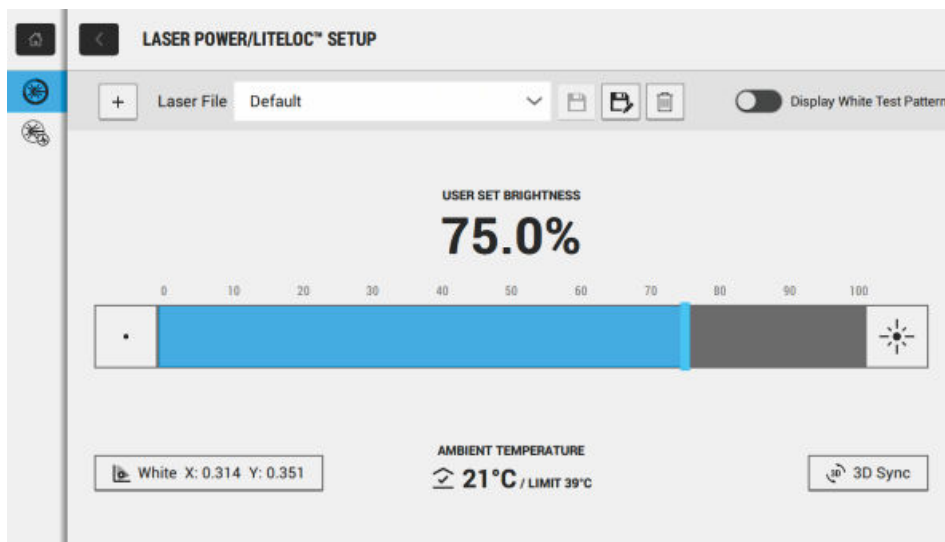 LASER POWER/LITELOC™ SETUP
+ Laser File Default Display White Test Pattern
USER SET BRIGHTNESS
75.0%
0 10 20 30 40 50 60 70 80 90 100
White X: 0.314 Y: 0.351
AMBIENT TEMPERATURE
21°C / LIMIT 39°C
3D 3D Sync